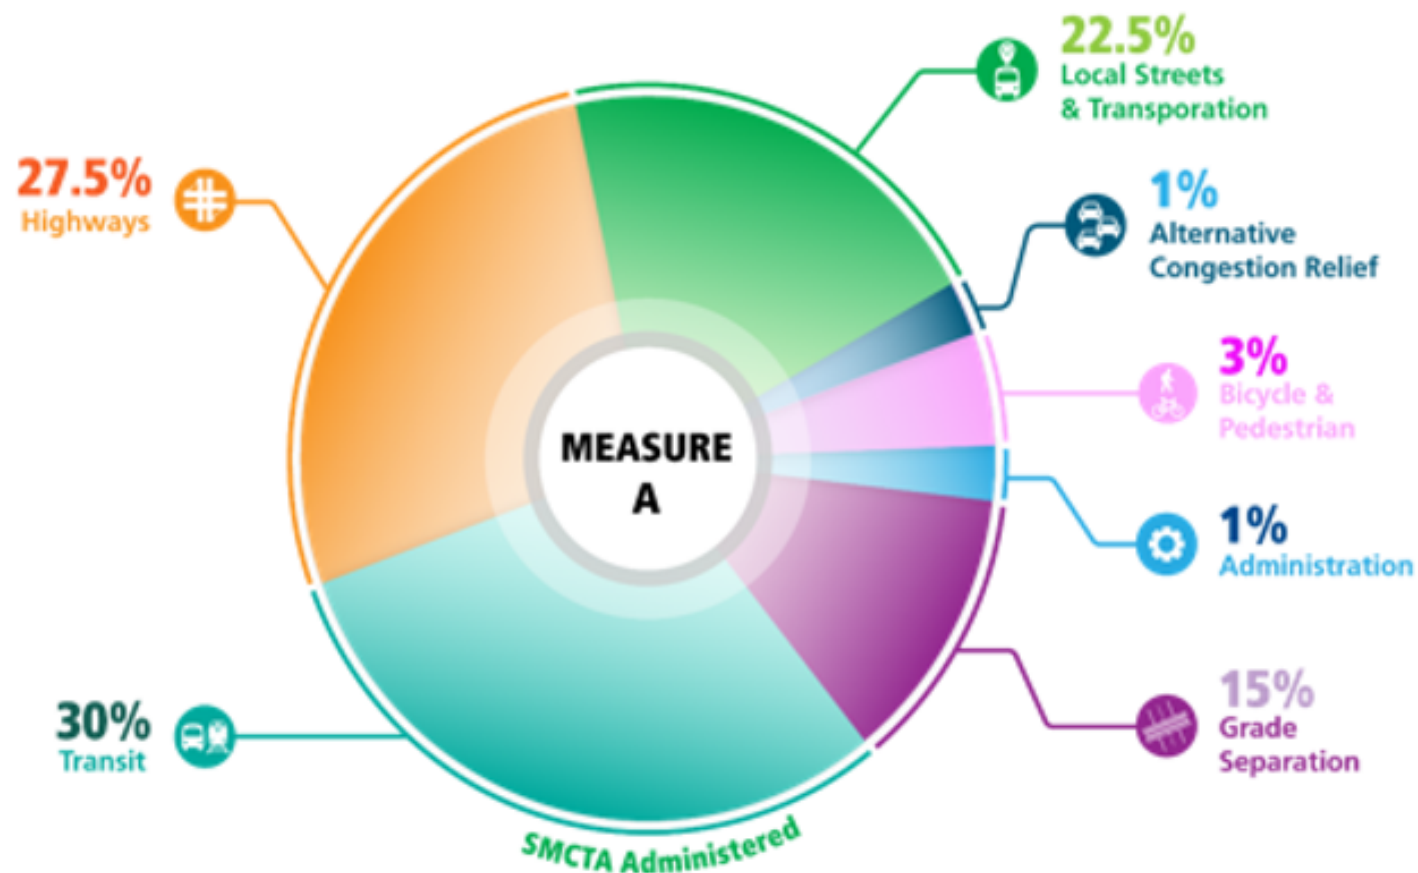 22.5%
Local Streets
& Transporation
27.5%
Highways
1%
Alternative
Congestion Relief
3%
Bicycle &
Pedestrian
MEASURE
A
1%
Administration
30%
Transit
15%
Grade
Separation
SMCTA Administered